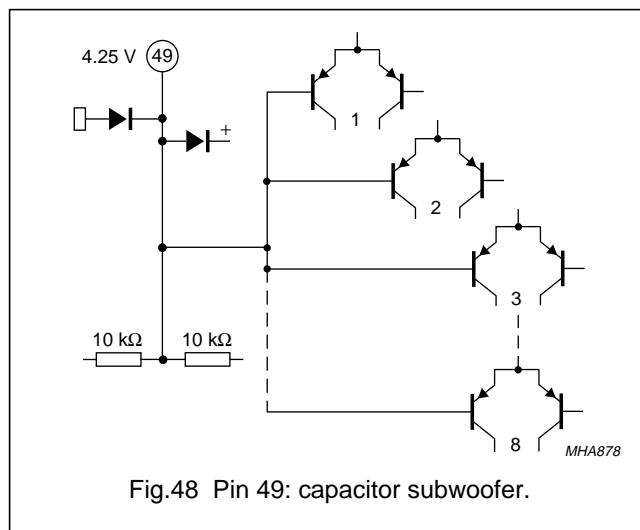 4.25 V 49
+
1
2
3
10 kΩ 10 kΩ
8
MHA878
Fig.48 Pin 49: capacitor subwoofer.